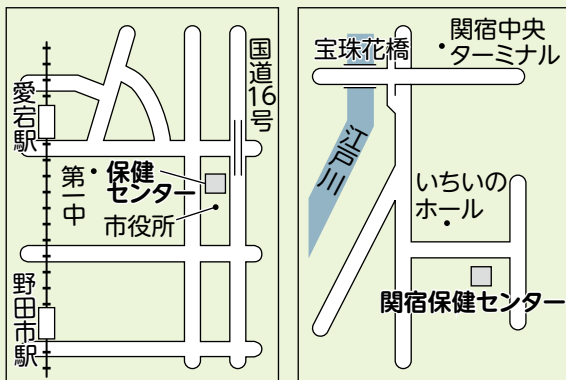 国道16号
愛宕駅
第一中
保健
センター
市役所
野田市駅
宝珠花橋
関宿中央
ターミナル
江戸川
いちいの
ホール
関宿保健センター